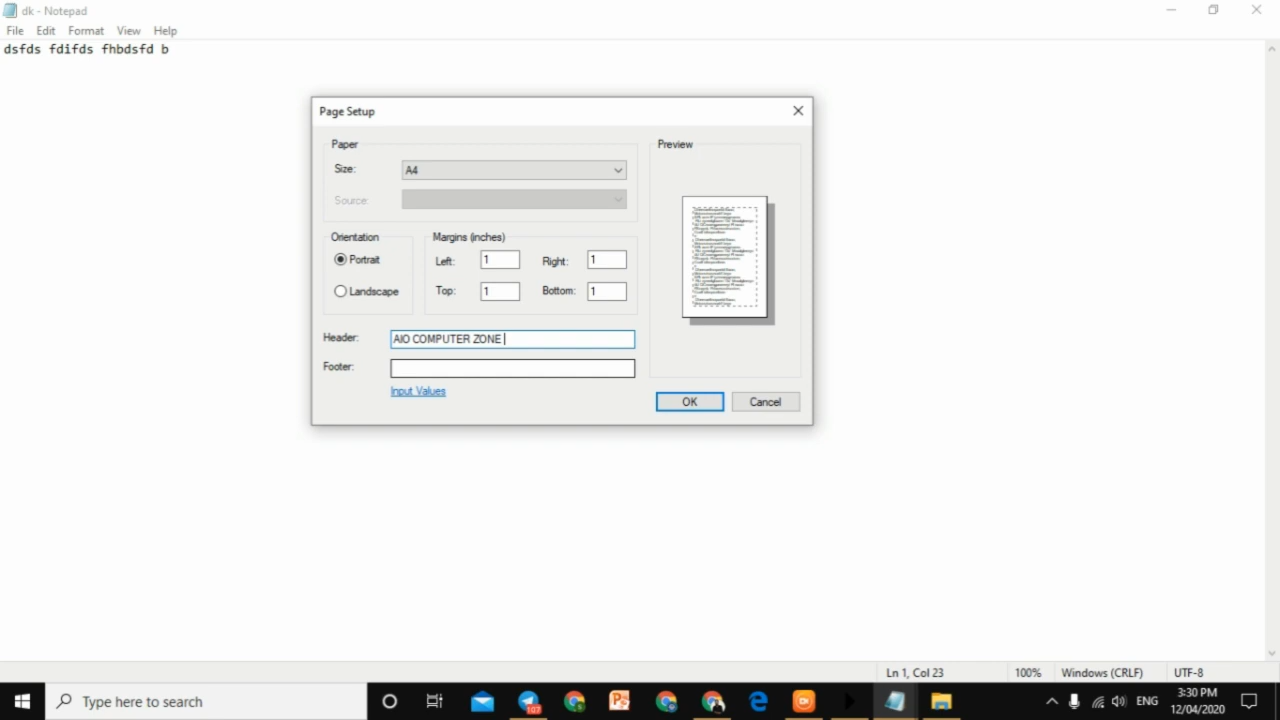 dk - Notepad
File Edit Format View Help
dsfds fdifds fhbdsfd b
Page Setup
Paper
Size: A4
Source:
Orientation
Portrait
Landscape
Margins (inches)
Left: 1 Right: 1
Top: 1 Bottom: 1
Header: AIO COMPUTER ZONE
Footer:
Input Values
Preview
OK Cancel
Ln 1, Col 23 100% Windows (CRLF) UTF-8
Type here to search
107
ENG
3:30 PM
12/04/2020